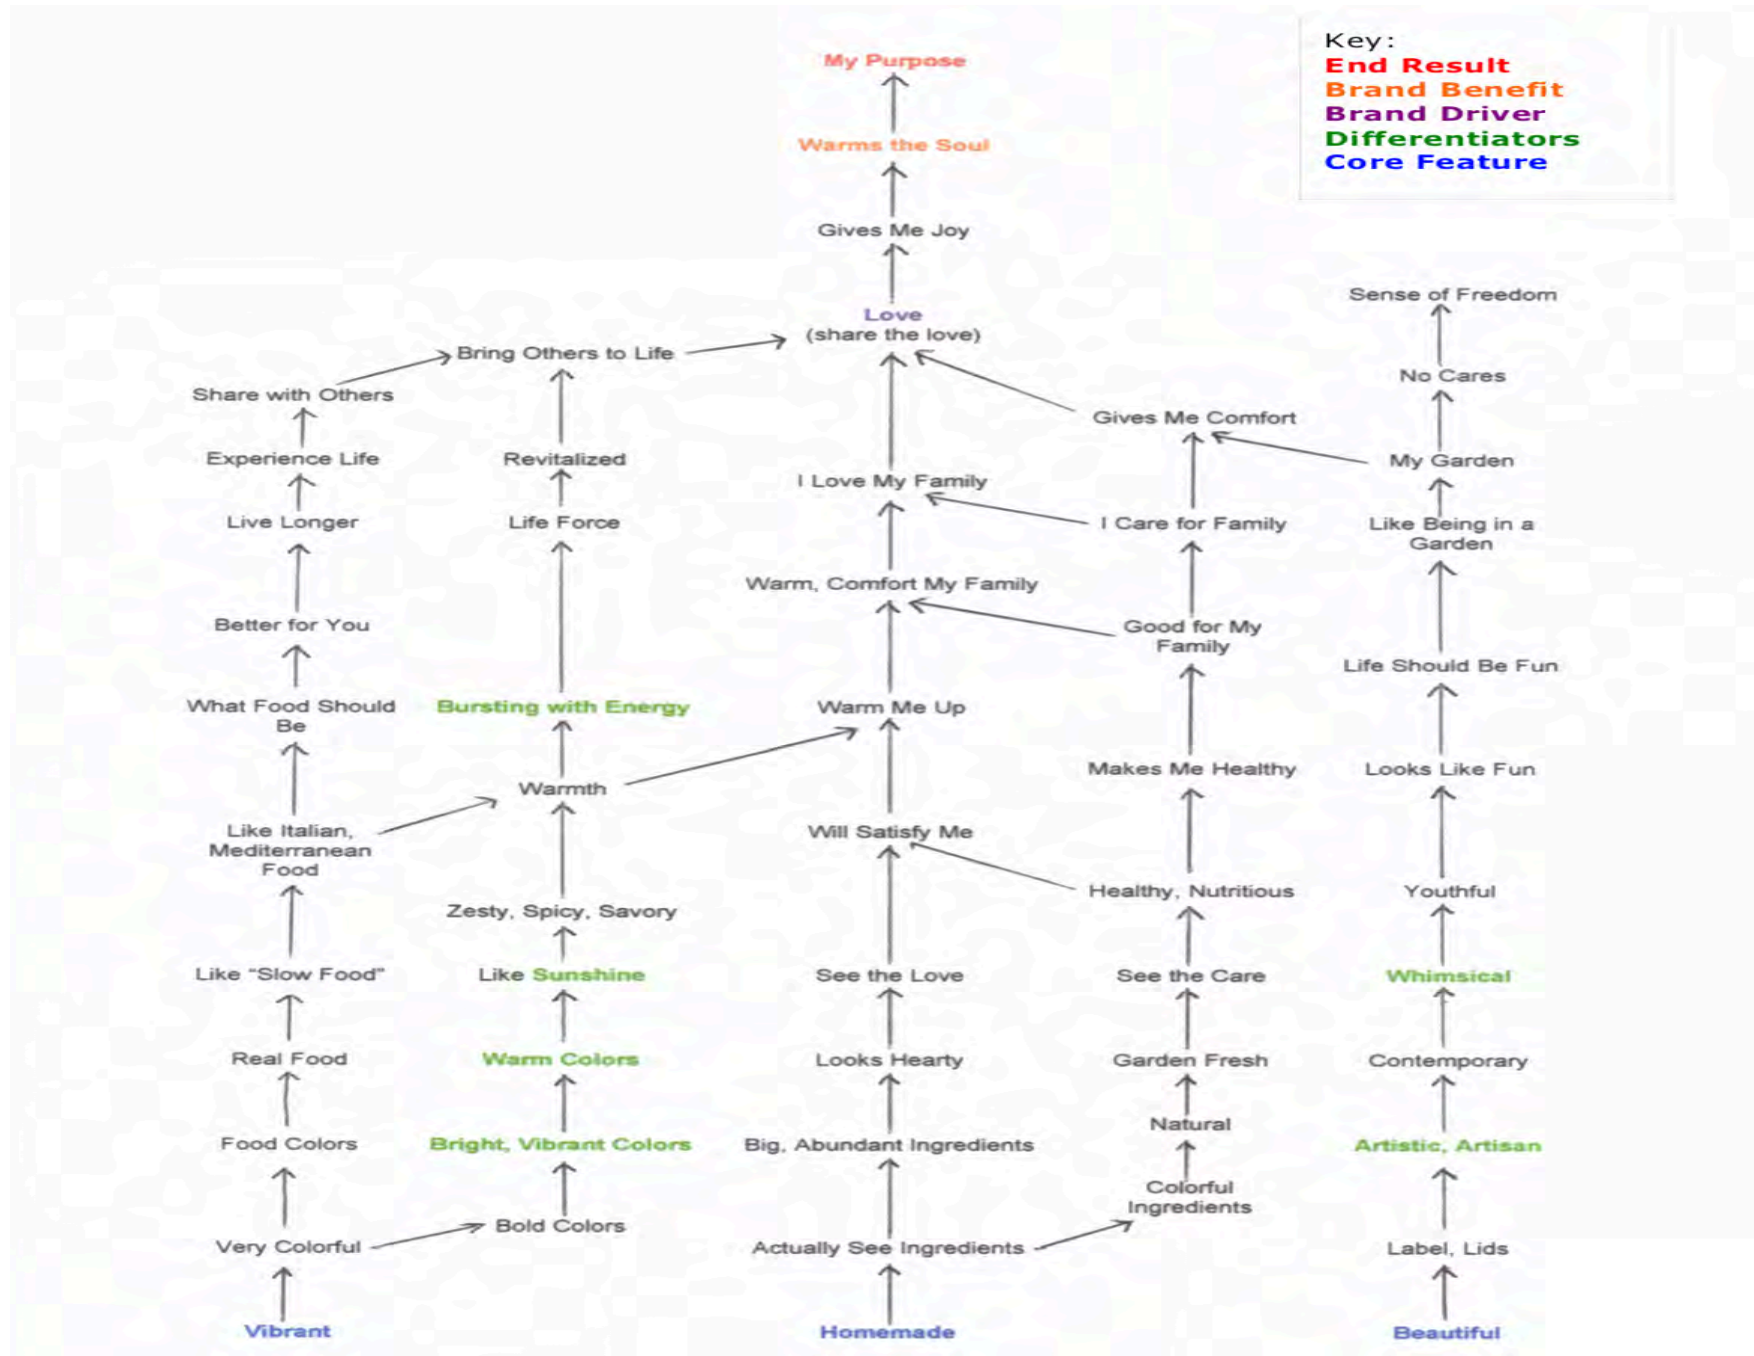 Key:
End Result
Brand Benefit
Brand Driver
Differentiators
Core Feature
My Purpose
Warms the Soul
Gives Me Joy
Love
(share the love)
Bring Others to Life
Share with Others
Experience Life
Live Longer
Better for You
What Food Should
Be
Like Italian,
Mediterranean
Food
Like “Slow Food”
Real Food
Food Colors
Very Colorful
Vibrant
Revitalized
Life Force
Bursting with Energy
Warmth
Zesty, Spicy, Savory
Like Sunshine
Warm Colors
Bright, Vibrant Colors
Bold Colors
I Love My Family
Warm, Comfort My Family
Warm Me Up
Will Satisfy Me
See the Love
Looks Hearty
Big, Abundant Ingredients
Actually See Ingredients
Homemade
Gives Me Comfort
I Care for Family
Good for My
Family
Makes Me Healthy
Healthy, Nutritious
See the Care
Garden Fresh
Natural
Colorful
Ingredients
Sense of Freedom
No Cares
My Garden
Like Being in a
Garden
Life Should Be Fun
Looks Like Fun
Youthful
Whimsical
Contemporary
Artistic, Artisan
Label, Lids
Beautiful